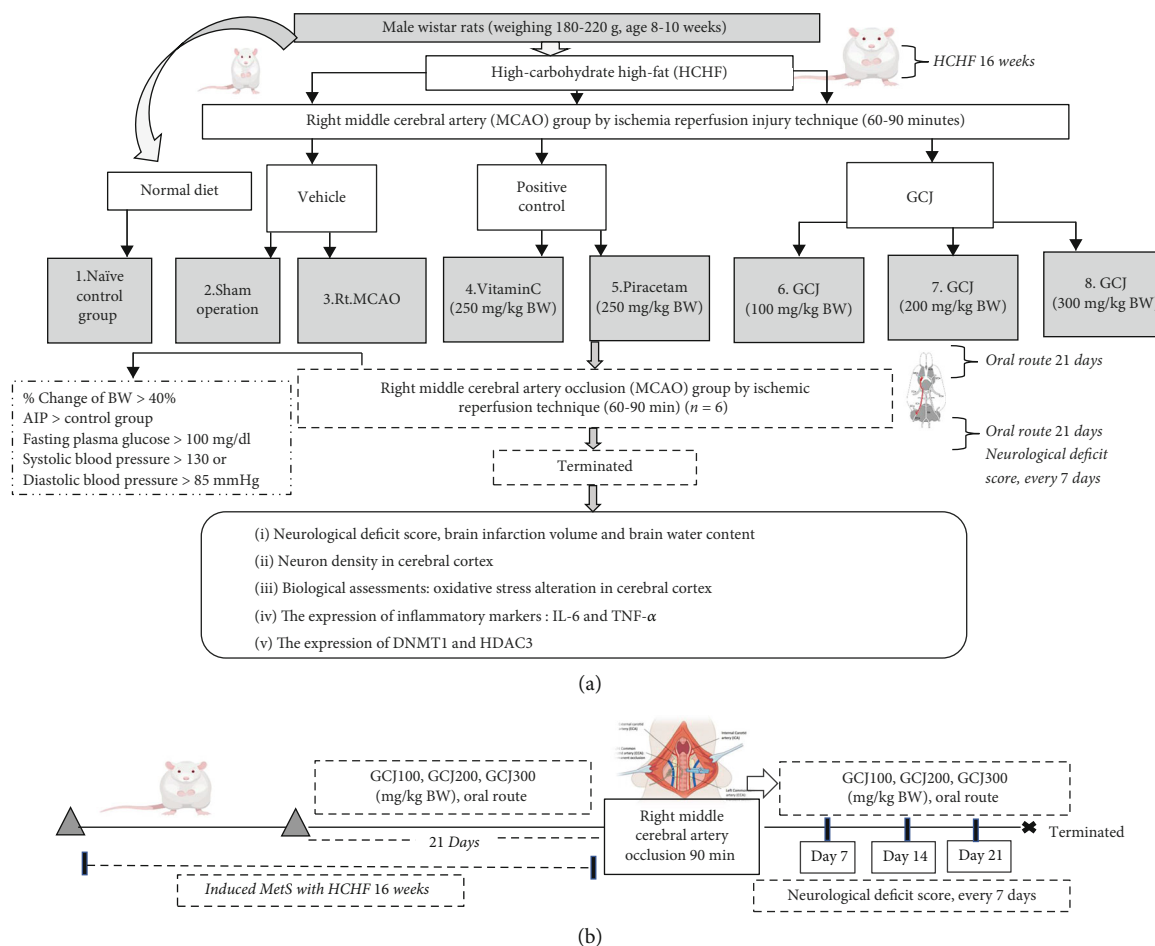 Male wistar rats (weighing 180-220 g, age 8-10 weeks)
High-carbohydrate high-fat (HCHF)
HCHF 16 weeks
Right middle cerebral artery (MCAO) group by ischemia reperfusion injury technique (60-90 minutes)
Normal diet
Vehicle
Positive
control
GCJ
1.Naïve
control
group
2.Sham
operation
3.Rt.MCAO
4.VitaminC
(250 mg/kg BW)
5.Piracetam
(250 mg/kg BW)
6. GCJ
(100 mg/kg BW)
7. GCJ
(200 mg/kg BW)
8. GCJ
(300 mg/kg BW)
% Change of BW > 40%
AIP > control group
Fasting plasma glucose > 100 mg/dl
Systolic blood pressure > 130 or
Diastolic blood pressure > 85 mmHg
Right middle cerebral artery occlusion (MCAO) group by ischemic
reperfusion technique (60-90 min) (n = 6)
Oral route 21 days
Oral route 21 days
Neurological deficit
score, every 7 days
Terminated
(i) Neurological deficit score, brain infarction volume and brain water content
(ii) Neuron density in cerebral cortex
(iii) Biological assessments: oxidative stress alteration in cerebral cortex
(iv) The expression of inflammatory markers : IL-6 and TNF-α
(v) The expression of DNMT1 and HDAC3
(a)
GCJ100, GCJ200, GCJ300
(mg/kg BW), oral route
21 Days
Induced MetS with HCHF 16 weeks
Internal Carotid
artery (ICA)
Right middle
cerebral artery
occlusion 90 min
GCJ100, GCJ200, GCJ300
(mg/kg BW), oral route
Terminated
Day 7
Day 14
Day 21
Neurological deficit score, every 7 days
(b)